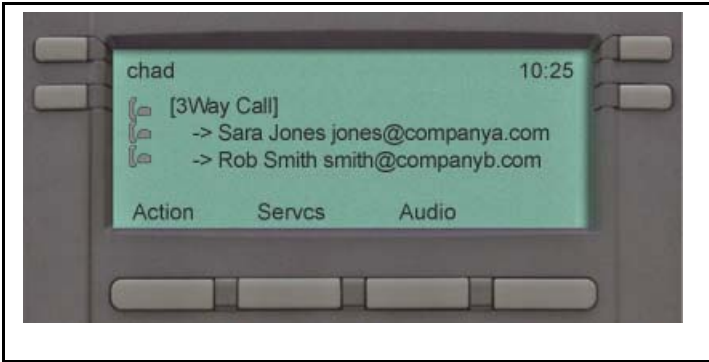 chad 10:25
[3Way Call]
-> Sara Jones jones@companya.com
-> Rob Smith smith@companyb.com
Action Servcs Audio